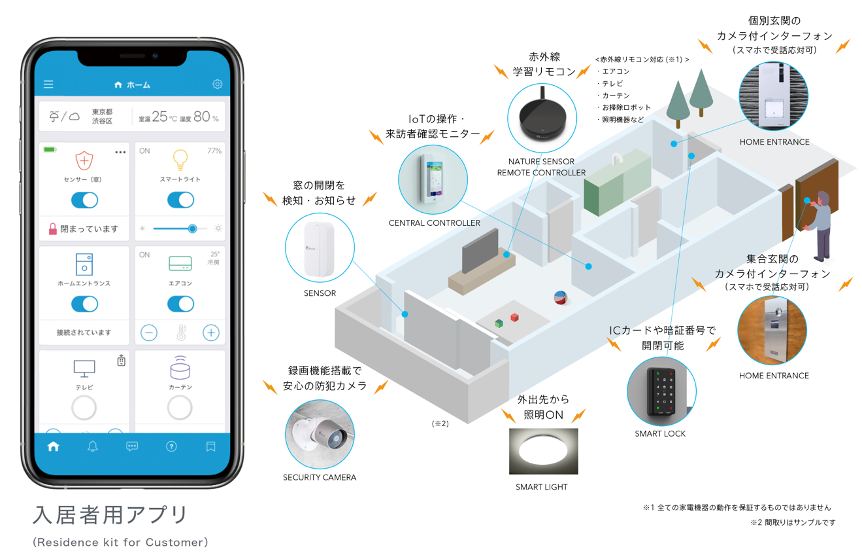 ホーム
東京都
渋谷区
室温 25 ℃ 湿度 80 %
センサー（窓）
閉まっています
ON
77%
スマートライト
ホームエントランス
接続されています
ON
25°
冷房
エアコン
テレビ
カーテン
入居者用アプリ
(Residence kit for Customer)
窓の開閉を
検知・お知らせ
SENSOR
IoTの操作・
来訪者確認モニター
CENTRAL CONTROLLER
赤外線
学習リモコン
NATURE SENSOR
REMOTE CONTROLLER
<赤外線リモコン対応 (※1) >
・エアコン
・テレビ
・カーテン
・お掃除ロボット
・照明機器など
個別玄関の
カメラ付インターフォン
(スマホで受話応対可)
HOME ENTRANCE
集合玄関の
カメラ付インターフォン
(スマホで受話応対可)
HOME ENTRANCE
ICカードや暗証番号で
開閉可能
SMART LOCK
録画機能搭載で
安心の防犯カメラ
SECURITY CAMERA
(※2)
外出先から
照明ON
SMART LIGHT
※1 全ての家電機器の動作を保証するものではありません
※2 間取りはサンプルです